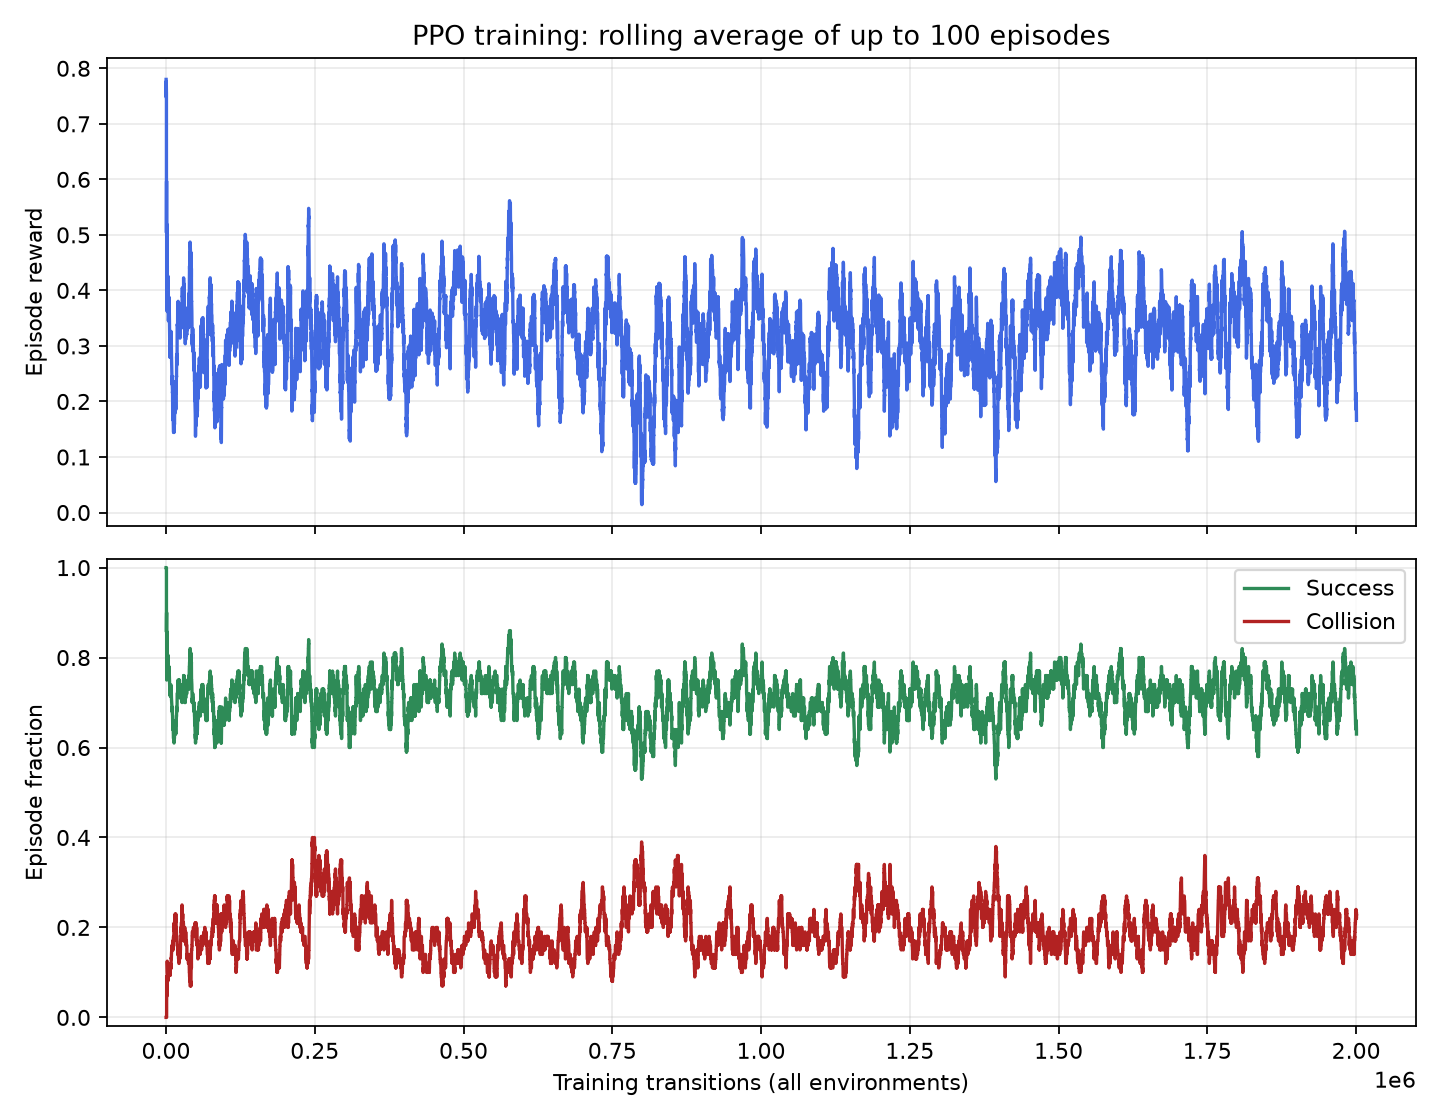 PPO training: rolling average of up to 100 episodes
0.8
0.7
0.6
0.5
0.4
0.3
0.2
0.1
0.0
Episode reward
1.0
0.8
0.6
0.4
0.2
0.0
Episode fraction
Success
Collision
0.00 0.25 0.50 0.75 1.00 1.25 1.50 1.75 2.00
1e6
Training transitions (all environments)